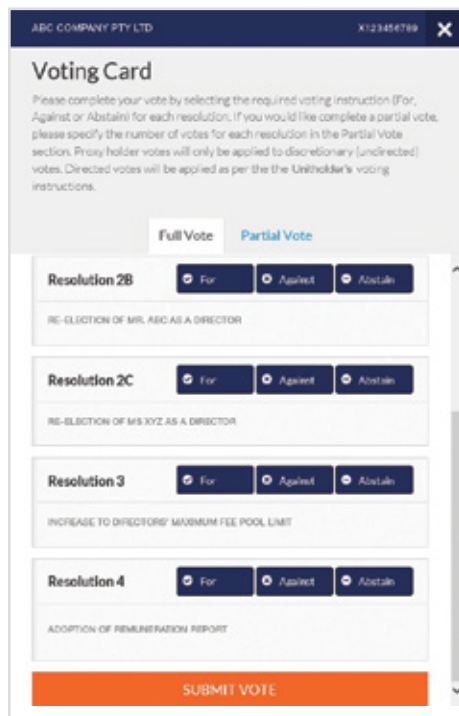 ABC COMPANY PTY LTD X123456789
Voting Card
Please complete your vote by selecting the required voting instruction (For,
Against or Abstain) for each resolution. If you would like complete a partial vote,
please specify the number of votes for each resolution in the Partial Vote
section. Proxy holder votes will only be applied to discretionary (undirected)
votes. Directed votes will be applied as per the the Unitholder's voting
instructions.
Full Vote Partial Vote
Resolution 2B For Against Abstain
RE-ELECTION OF MR. ABC AS A DIRECTOR
Resolution 2C For Against Abstain
RE-ELECTION OF MS XYZ AS A DIRECTOR
Resolution 3 For Against Abstain
INCREASE TO DIRECTORS' MAXIMUM FEE POOL LIMIT
Resolution 4 For Against Abstain
ADOPTION OF REMUNERATION REPORT
SUBMIT VOTE